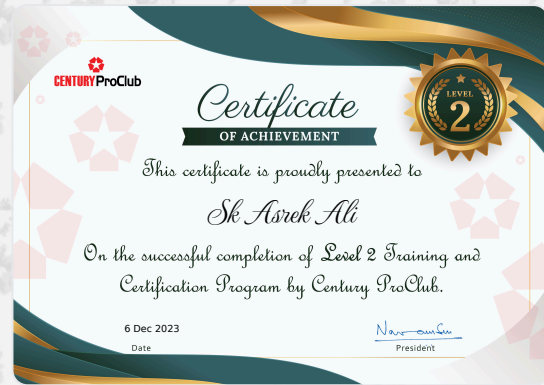 CENTURY ProClub
Certificate
OF ACHIEVEMENT
LEVEL
2
This certificate is proudly presented to
Sk Asrek Ali
On the successful completion of Level 2 Training and
Certification Program by Century ProClub.
6 Dec 2023
Date
President